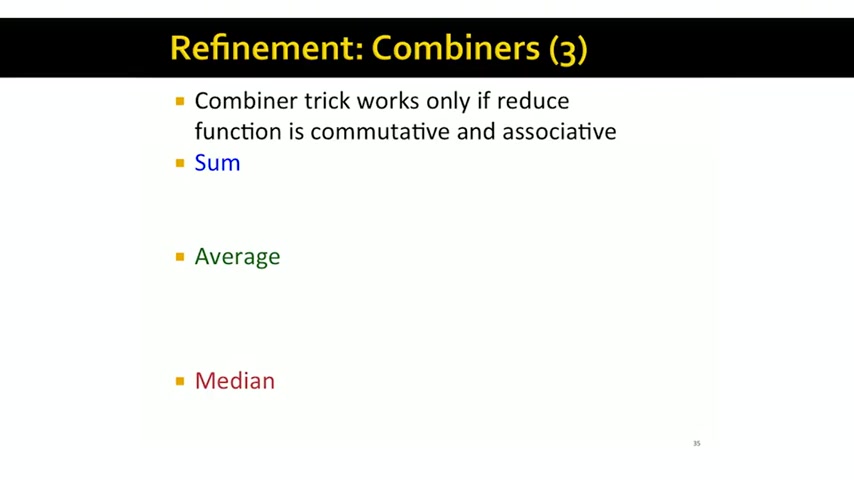 Refinement: Combiners (3)
Combiner trick works only if reduce
function is commutative and associative
Sum
Average
Median
35